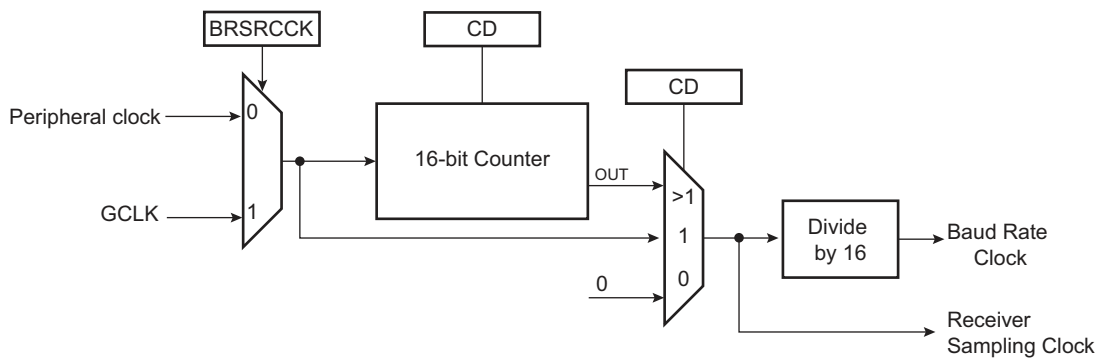 BRSRCCK
CD
CD
Peripheral clock
0
16-bit Counter
OUT
>1
GCLK
1
1
Divide
by 16
Baud Rate
Clock
0
0
Receiver
Sampling Clock